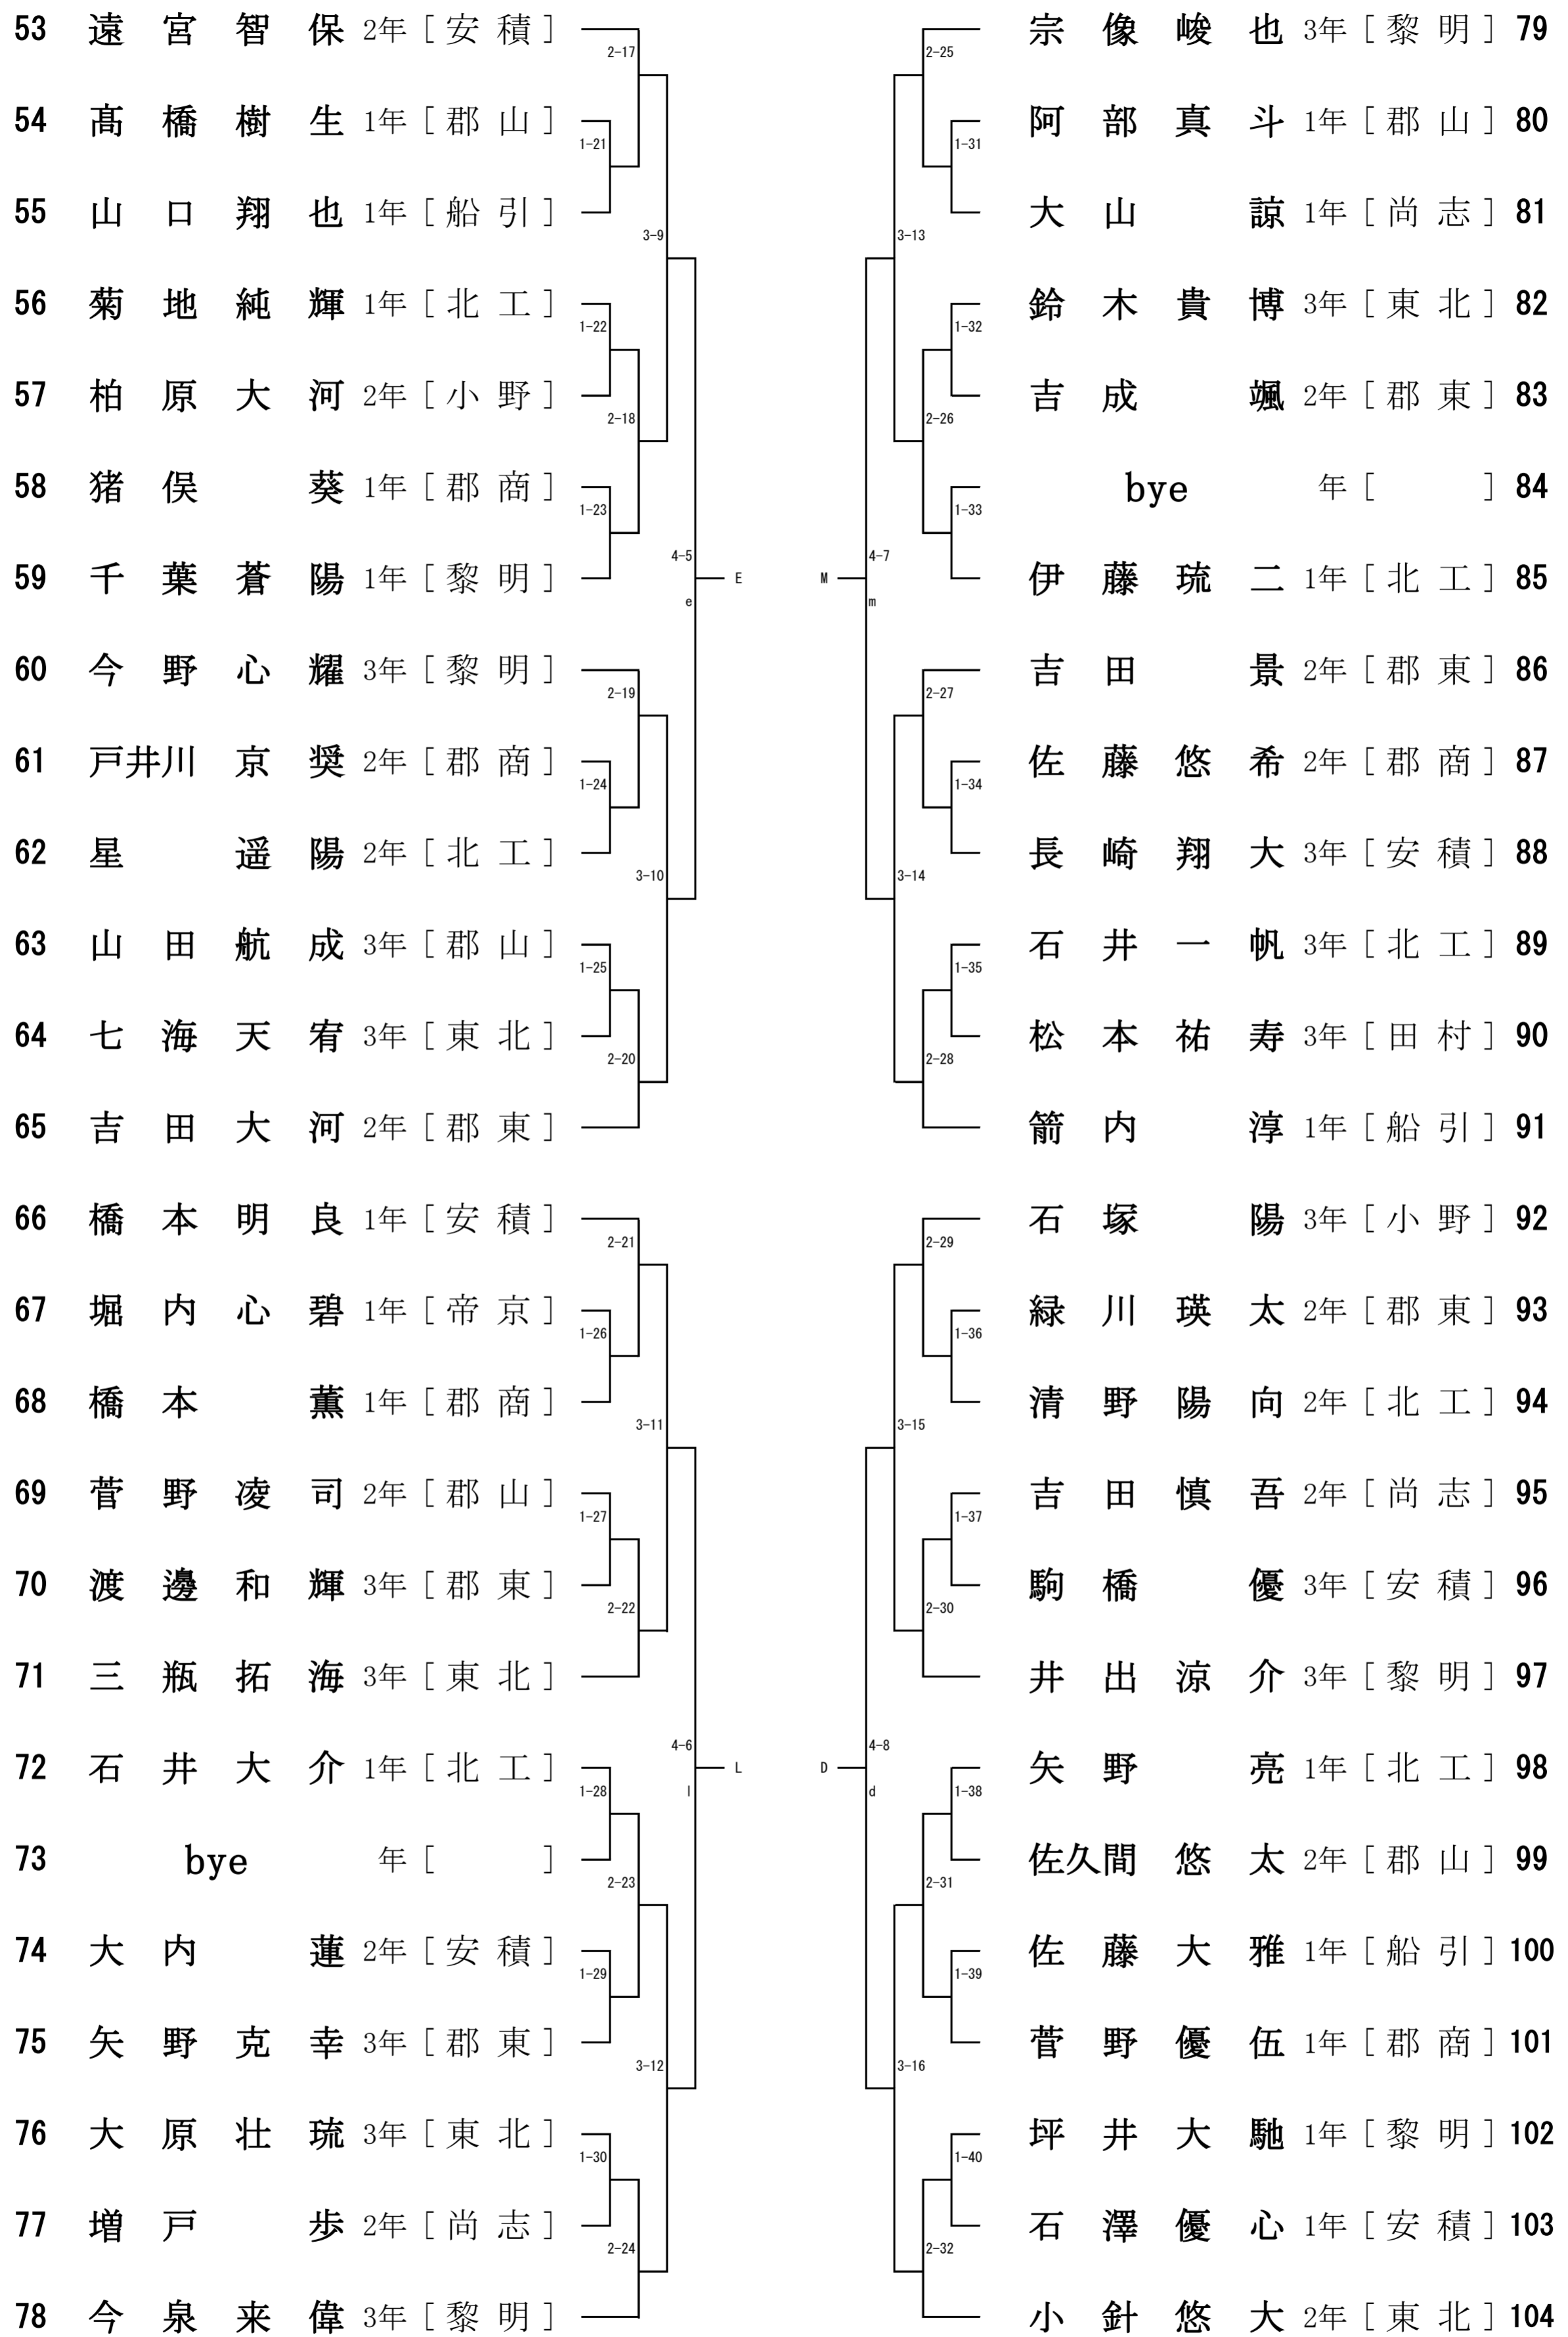 53 遠宮智保 2年 [安積]
2-17
54 髙橋樹生 1年 [郡山]
1-21
55 山口翔也 1年 [船引]
3-9
56 菊地純輝 1年 [北工]
1-22
57 柏原大河 2年 [小野]
2-18
58 猪俣葵 1年 [郡商]
1-23
4-5
59 千葉蒼陽 1年 [黎明]
E
e
60 今野心耀 3年 [黎明]
2-19
61 戸井川京奨 2年 [郡商]
1-24
62 星遥陽 2年 [北工]
3-10
63 山田航成 3年 [郡山]
1-25
64 七海天宥 3年 [東北]
2-20
65 吉田大河 2年 [郡東]
66 橋本明良 1年 [安積]
2-21
67 堀内心碧 1年 [帝京]
1-26
68 橋本薫 1年 [郡商]
3-11
69 菅野凌司 2年 [郡山]
1-27
70 渡邊和輝 3年 [郡東]
2-22
71 三瓶拓海 3年 [東北]
4-6
72 石井大介 1年 [北工]
L
1-28
l
73 bye 年 [ ]
2-23
74 大内蓮 2年 [安積]
1-29
75 矢野克幸 3年 [郡東]
3-12
76 大原壮琉 3年 [東北]
1-30
77 増戸歩 2年 [尚志]
2-24
78 今泉来偉 3年 [黎明]
宗像峻也 3年 [黎明] 79
2-25
阿部真斗 1年 [郡山] 80
1-31
大山諒 1年 [尚志] 81
3-13
鈴木貴博 3年 [東北] 82
1-32
吉成颯 2年 [郡東] 83
2-26
bye 年 [ ] 84
1-33
4-7
伊藤琉二 1年 [北工] 85
M
m
吉田景 2年 [郡東] 86
2-27
佐藤悠希 2年 [郡商] 87
1-34
長崎翔大 3年 [安積] 88
3-14
石井一帆 3年 [北工] 89
1-35
松本祐寿 3年 [田村] 90
2-28
箭内淳 1年 [船引] 91
石塚陽 3年 [小野] 92
2-29
緑川瑛太 2年 [郡東] 93
1-36
清野陽向 2年 [北工] 94
3-15
吉田慎吾 2年 [尚志] 95
1-37
駒橋優 3年 [安積] 96
2-30
井出涼介 3年 [黎明] 97
4-8
矢野亮 1年 [北工] 98
D
1-38
d
佐久間悠太 2年 [郡山] 99
2-31
佐藤大雅 1年 [船引] 100
1-39
菅野優伍 1年 [郡商] 101
3-16
坪井大馳 1年 [黎明] 102
1-40
石澤優心 1年 [安積] 103
2-32
小針悠大 2年 [東北] 104